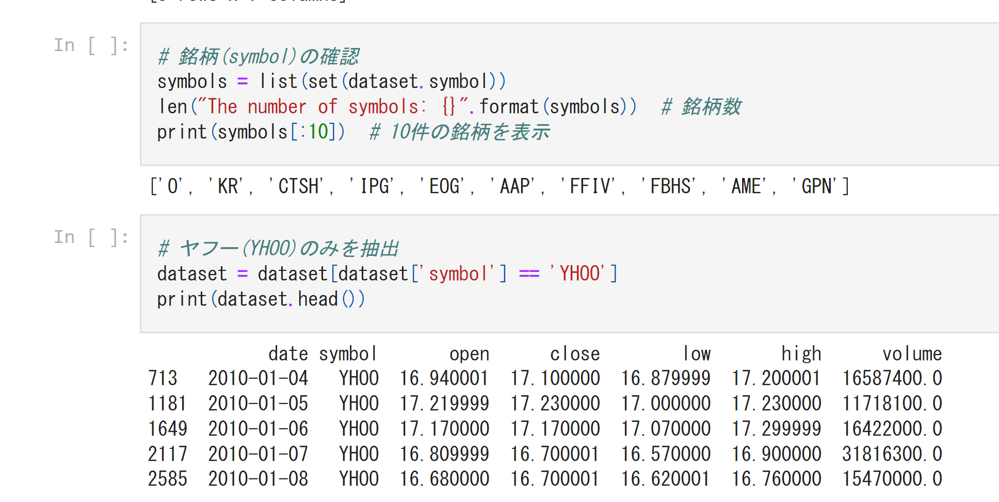 In [ ]:
# 銘柄(symbol)の確認
symbols = list(set(dataset.symbol))
len("The number of symbols: {}".format(symbols))  # 銘柄数
print(symbols[:10])  # 10件の銘柄を表示
['O', 'KR', 'CTSH', 'IPG', 'EOG', 'AAP', 'FFIV', 'FBHS', 'AME', 'GPN']
In [ ]:
# ヤフー(YHOO)のみを抽出
dataset = dataset[dataset['symbol'] == 'YHOO']
print(dataset.head())
date symbol open close low high volume
713 2010-01-04 YHOO 16.940001 17.100000 16.879999 17.200001 16587400.0
1181 2010-01-05 YHOO 17.219999 17.230000 17.000000 17.230000 11718100.0
1649 2010-01-06 YHOO 17.170000 17.170000 17.070000 17.299999 16422000.0
2117 2010-01-07 YHOO 16.809999 16.700001 16.570000 16.900000 31816300.0
2585 2010-01-08 YHOO 16.680000 16.700001 16.620001 16.760000 15470000.0